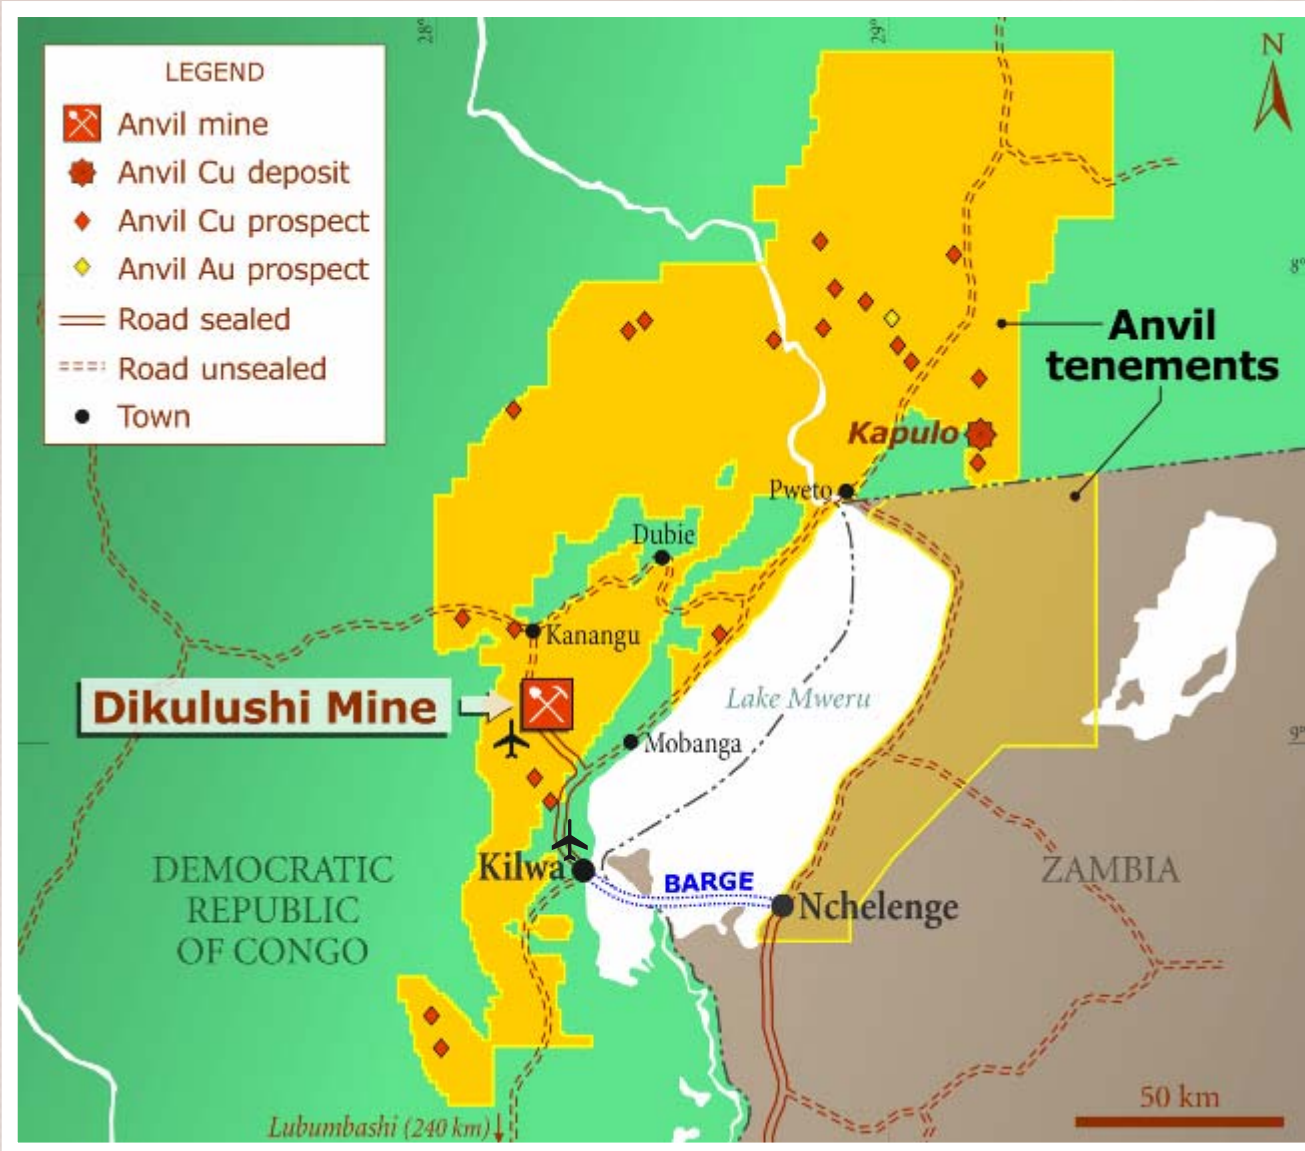 28°
29°
N
LEGEND
Anvil mine
Anvil Cu deposit
Anvil Cu prospect
Anvil Au prospect
Road sealed
Road unsealed
Town
8°
Anvil
tenements
Kapulo
Pweto
Dubie
Kanangu
Dikulushi Mine
Lake Mweru
Mobanga
9°
DEMOCRATIC
REPUBLIC
OF CONGO
Kilwa
BARGE
Nchelenge
ZAMBIA
50 km
Lubumbashi (240 km)